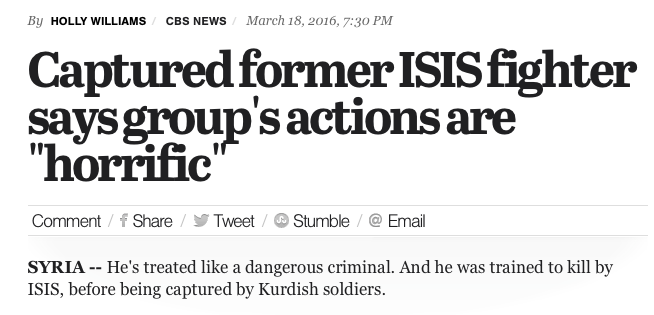 By HOLLY WILLIAMS / CBS NEWS / March 18, 2016, 7:30 PM
Captured former ISIS fighter
says group's actions are
"horrific"
Comment / f Share / Tweet / Stumble / @ Email
SYRIA -- He's treated like a dangerous criminal. And he was trained to kill by
ISIS, before being captured by Kurdish soldiers.